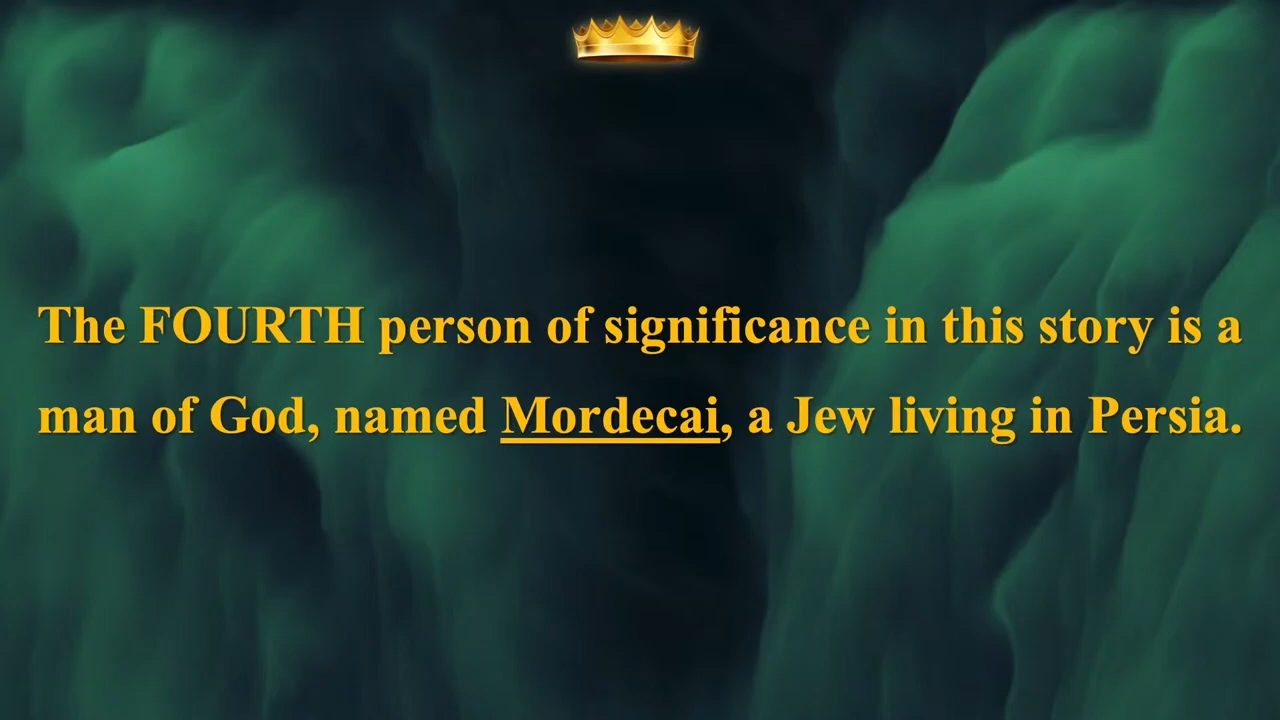 The FOURTH person of significance in this story is a
man of God, named Mordecai, a Jew living in Persia.